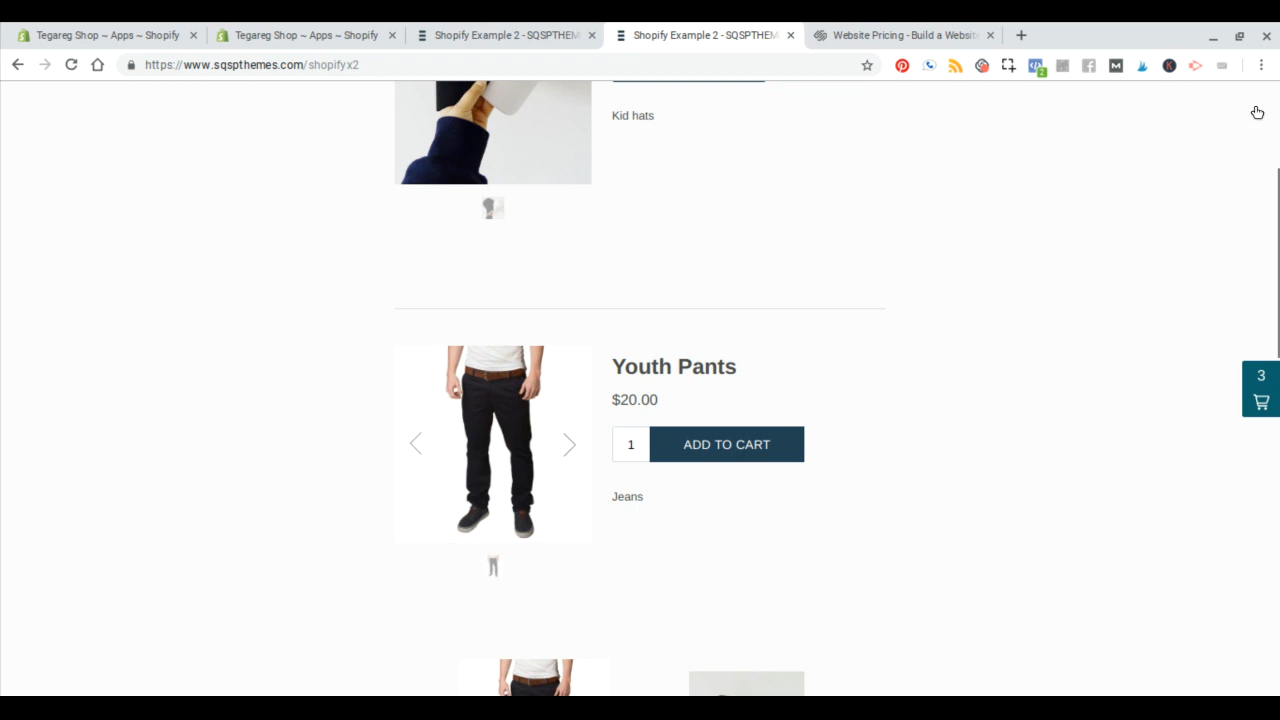 Tegareg Shop ~ Apps ~ Shopify
Tegareg Shop ~ Apps ~ Shopify
Shopify Example 2 - SQSPTHEM
Shopify Example 2 - SQSPTHEM
Website Pricing - Build a Websit
https://www.sqspthemes.com/shopifyx2
2
M
K
Kid hats
3
Youth Pants
$20.00
1
ADD TO CART
Jeans